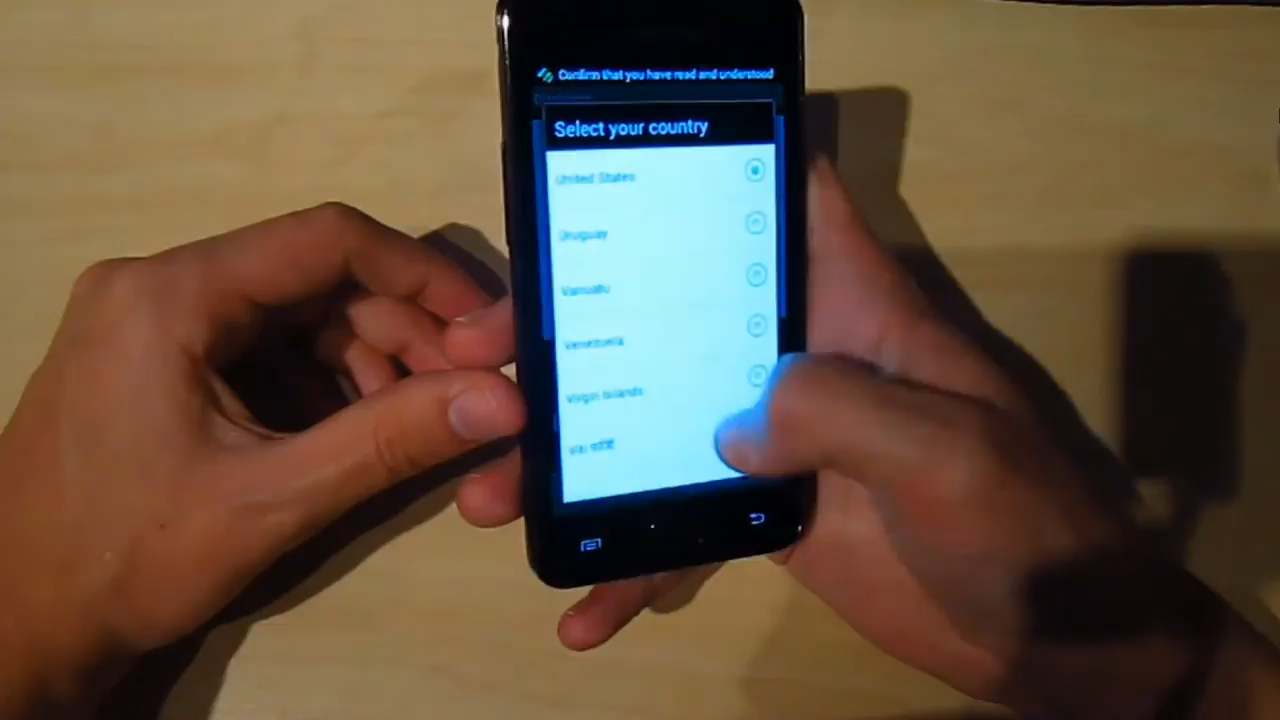 Confirm that you have read and understood
Select your country
United States
Uruguay
Vanuatu
Venezuela
Virgin Islands